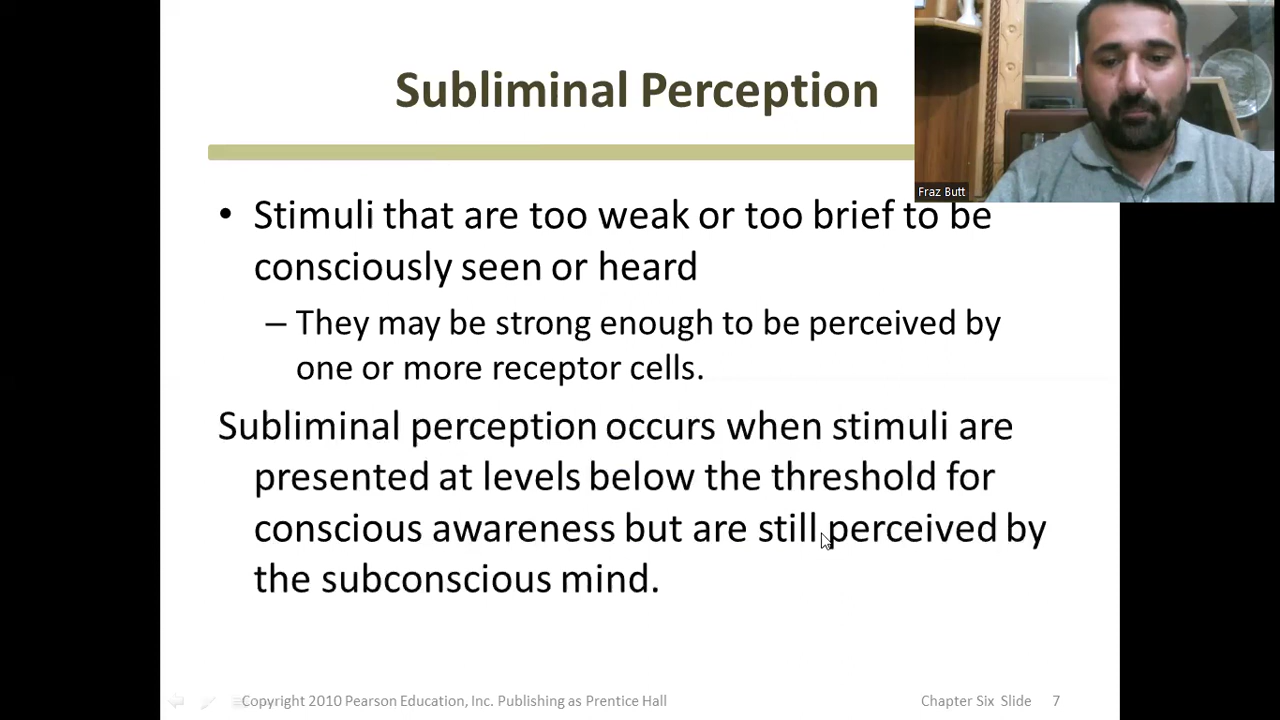 Subliminal Perception
Fraz Butt
• Stimuli that are too weak or too brief to be
consciously seen or heard
– They may be strong enough to be perceived by
one or more receptor cells.
Subliminal perception occurs when stimuli are
presented at levels below the threshold for
conscious awareness but are still perceived by
the subconscious mind.
Copyright 2010 Pearson Education, Inc. Publishing as Prentice Hall
Chapter Six Slide 7